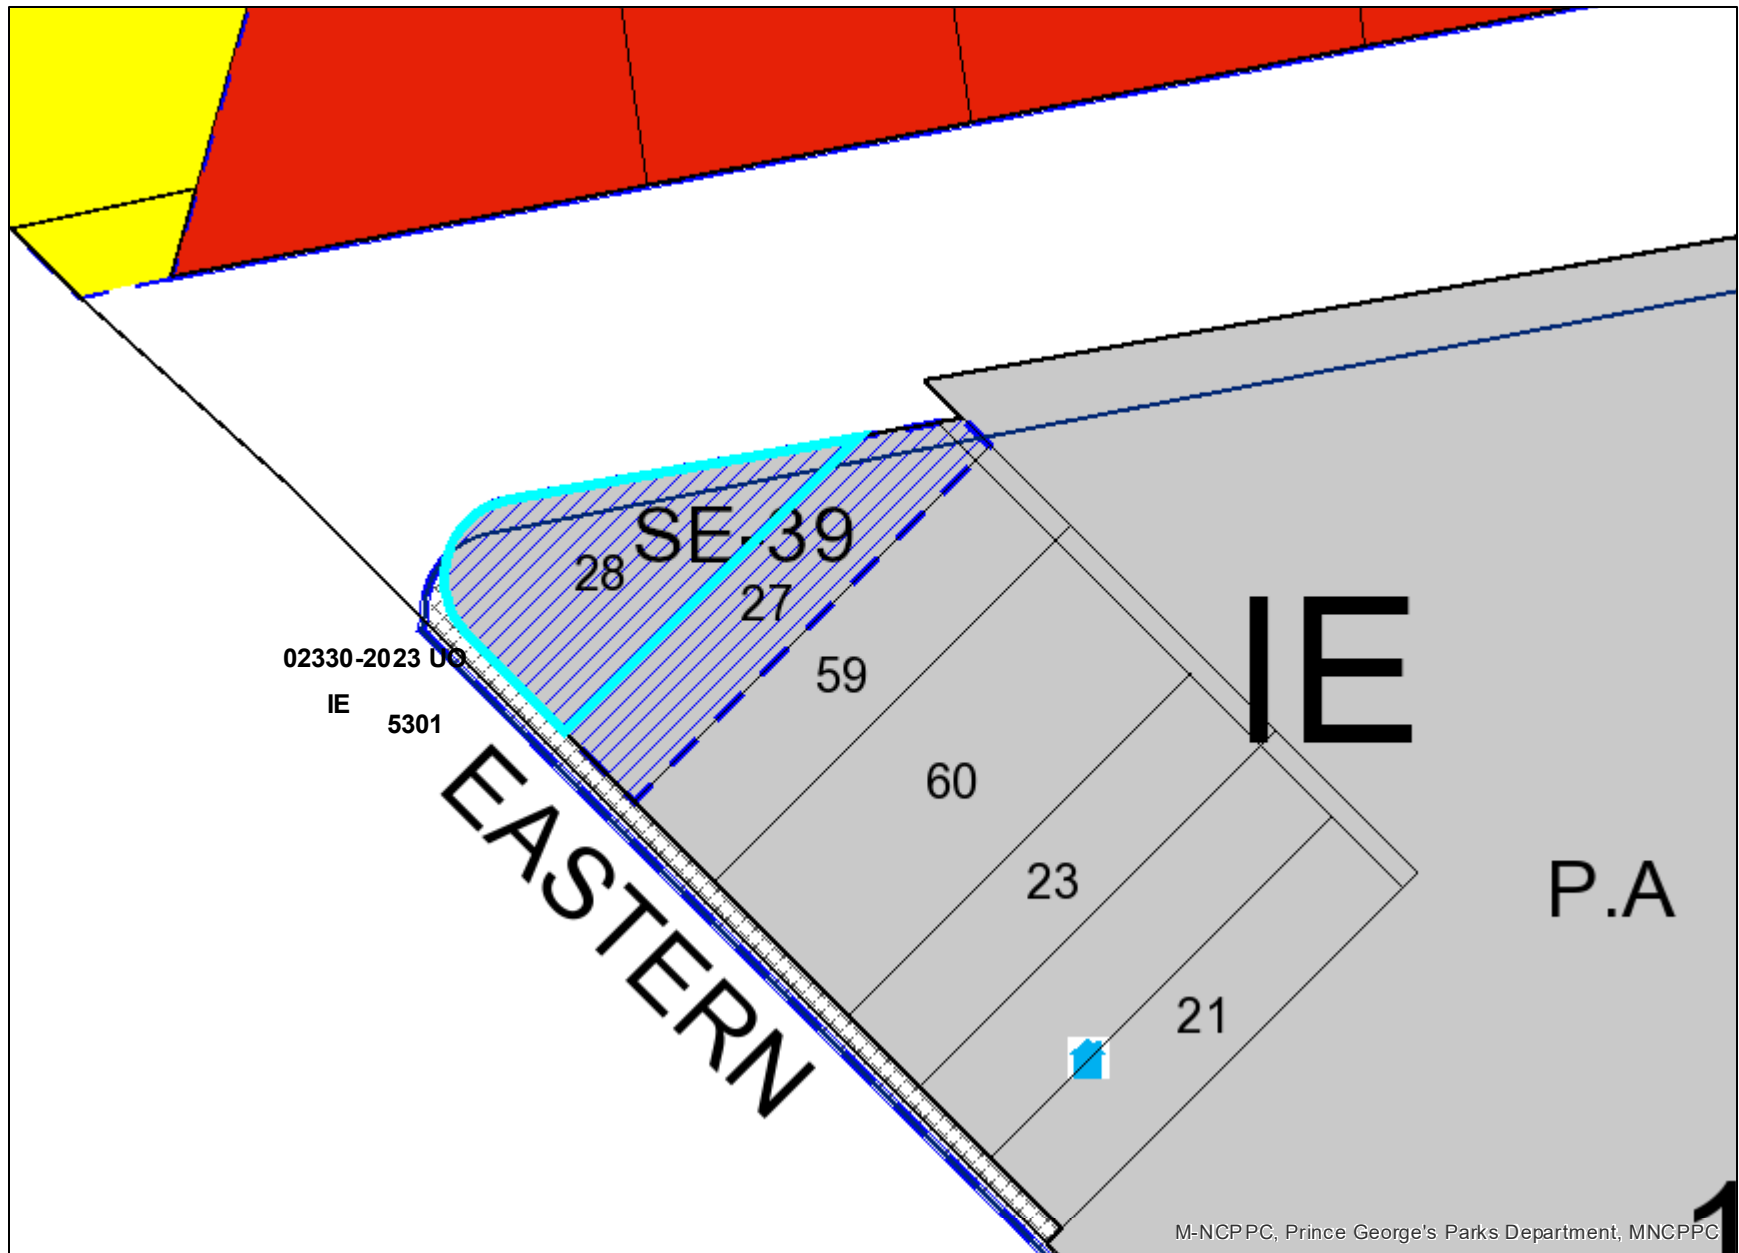 SE-39
28
27
59
IE
02330-2023 UO
IE
5301
60
EASTERN
23
P.A
21
1
M-NCPPC, Prince George's Parks Department, MNCPPC